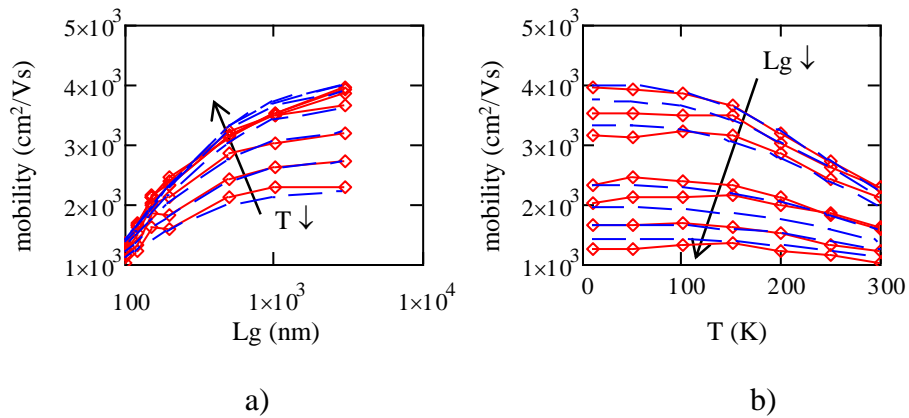 5×10³
4×10³
3×10³
2×10³
1×10³
mobility (cm²/Vs)
T ↓
100
1×10³
1×10⁴
Lg (nm)
a)
5×10³
4×10³
3×10³
2×10³
1×10³
mobility (cm²/Vs)
Lg ↓
0
100
200
300
T (K)
b)